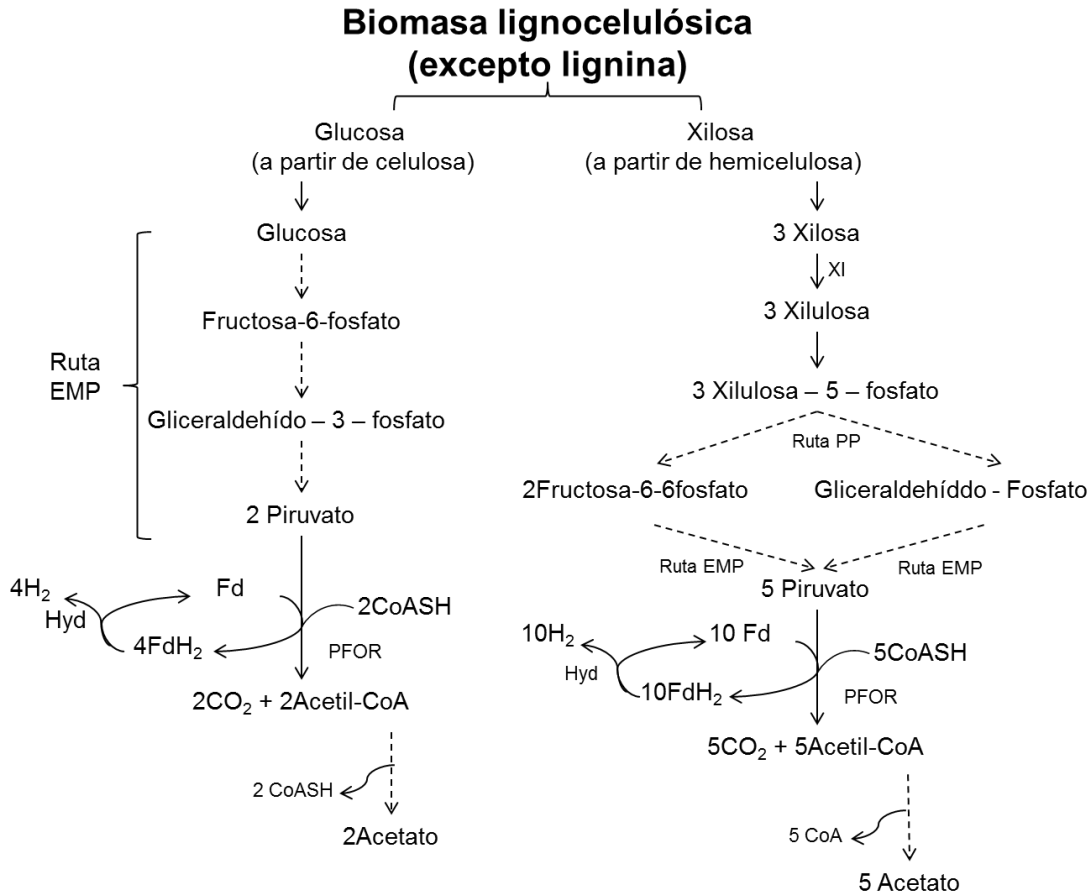 Biomasa lignocelulósica
(excepto lignina)
Glucosa
(a partir de celulosa)
Xilosa
(a partir de hemicelulosa)
Glucosa
Fructosa-6-fosfato
Ruta
EMP
Gliceraldehído – 3 – fosfato
2 Piruvato
4H₂
Fd
Hyd
2CoASH
4FdH₂
PFOR
2CO₂ + 2Acetil-CoA
2 CoASH
2Acetato
3 Xilosa
XI
3 Xilulosa
3 Xilulosa – 5 – fosfato
Ruta PP
2Fructosa-6-6fosfato
Gliceraldehíddo - Fosfato
Ruta EMP
Ruta EMP
5 Piruvato
10H₂
10 Fd
Hyd
5CoASH
10FdH₂
PFOR
5CO₂ + 5Acetil-CoA
5 CoA
5 Acetato